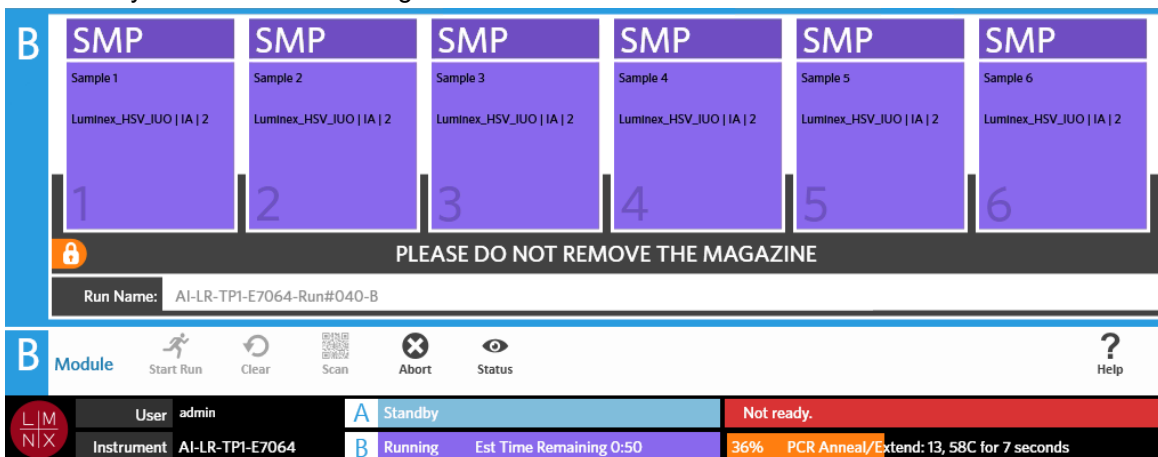 B
SMP SMP SMP SMP SMP SMP
Sample 1 Sample 2 Sample 3 Sample 4 Sample 5 Sample 6
Luminex_HSV_IUO | IA | 2 Luminex_HSV_IUO | IA | 2 Luminex_HSV_IUO | IA | 2 Luminex_HSV_IUO | IA | 2 Luminex_HSV_IUO | IA | 2 Luminex_HSV_IUO | IA | 2
1 2 3 4 5 6
PLEASE DO NOT REMOVE THE MAGAZINE
Run Name: AI-LR-TP1-E7064-Run#040-B
B Module Start Run Clear Scan Abort Status ? Help
LMNX User admin A Standby Not ready.
Instrument AI-LR-TP1-E7064 B Running Est Time Remaining 0:50 36% PCR Anneal/Extend: 13, 58C for 7 seconds